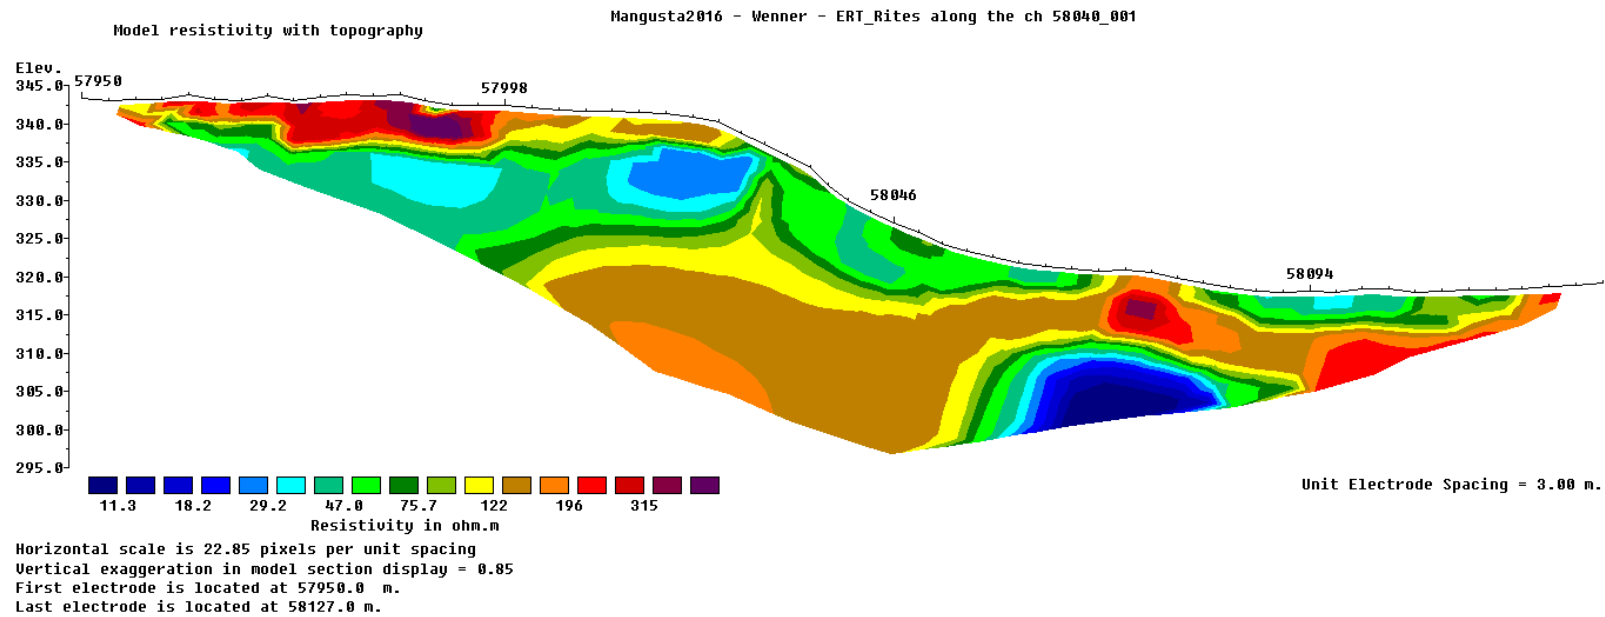 Mangusta2016 - Wenner - ERT_Rites along the ch 58040_001
Model resistivity with topography
Elev.
345.0
57950
57998
340.0
335.0
330.0
58046
325.0
320.0
58094
315.0
310.0
305.0
300.0
295.0
Unit Electrode Spacing = 3.00 m.
11.3 18.2 29.2 47.0 75.7 122 196 315
Resistivity in ohm.m
Horizontal scale is 22.85 pixels per unit spacing
Vertical exaggeration in model section display = 0.85
First electrode is located at 57950.0 m.
Last electrode is located at 58127.0 m.